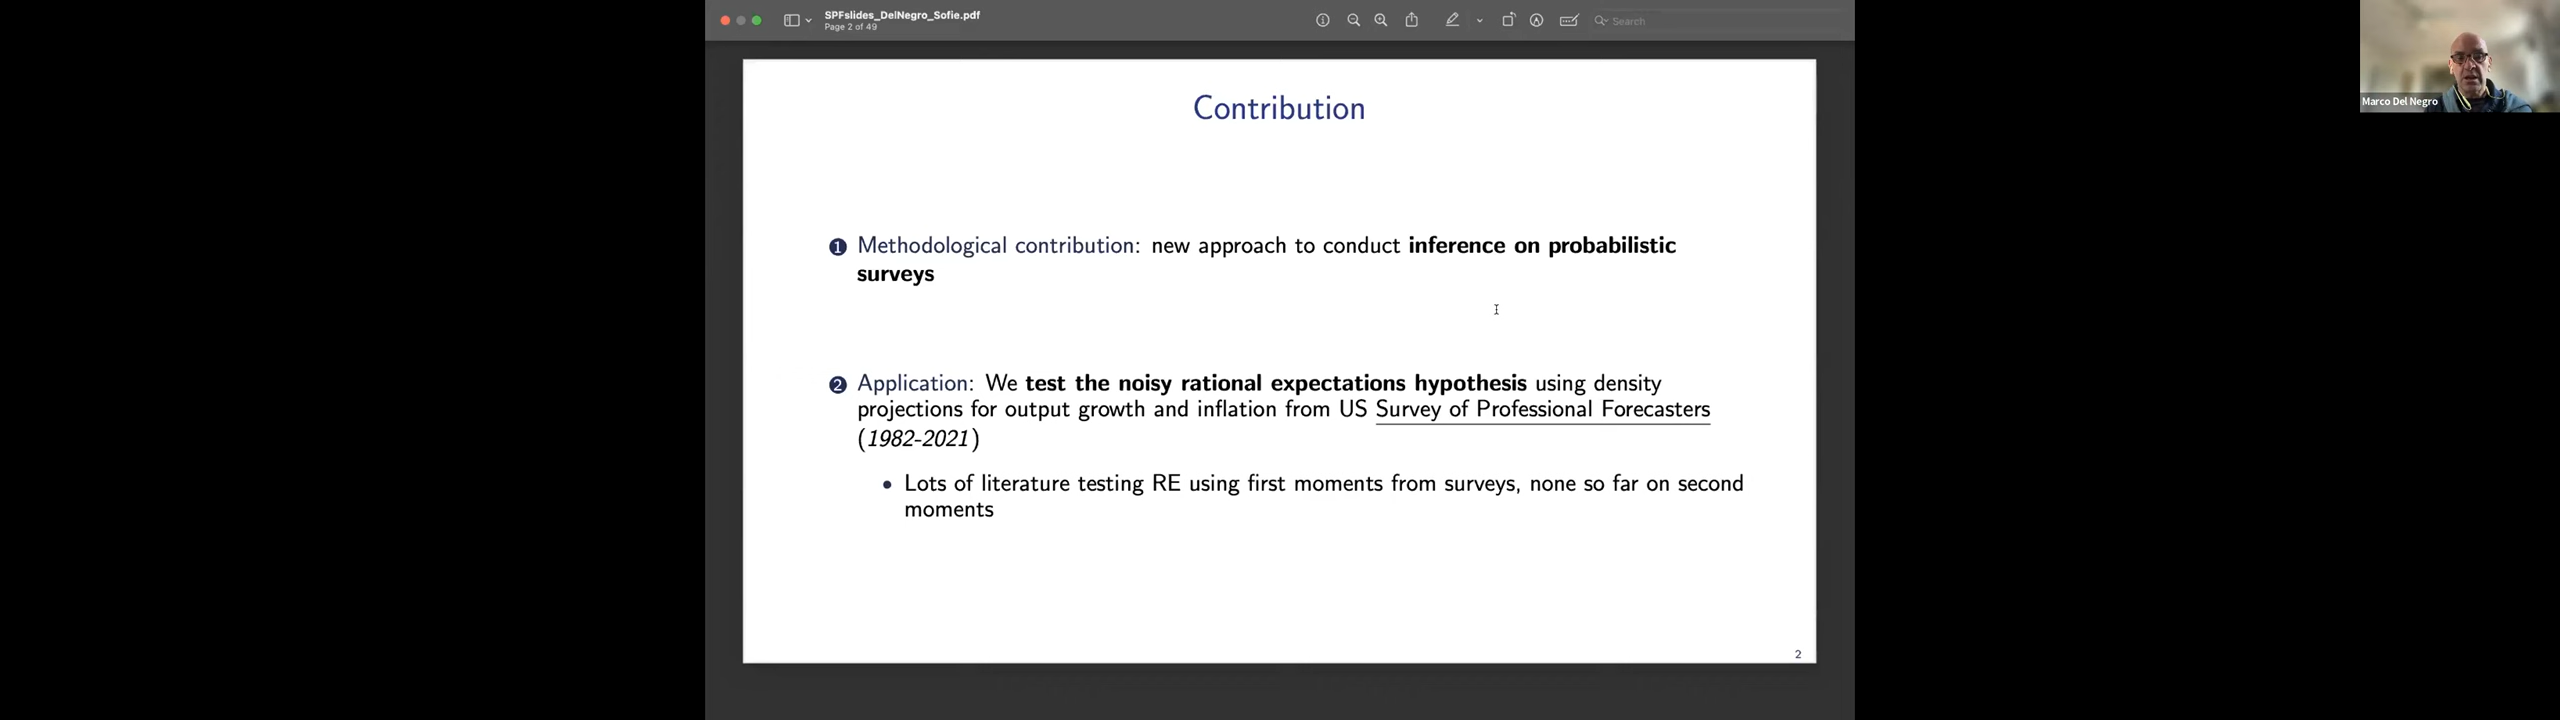 SPFslides_DelNegro_Sofie.pdf
Page 2 of 49
Search
Marco Del Negro
Contribution
1 Methodological contribution: new approach to conduct inference on probabilistic
surveys
2 Application: We test the noisy rational expectations hypothesis using density
projections for output growth and inflation from US Survey of Professional Forecasters
(1982-2021)
• Lots of literature testing RE using first moments from surveys, none so far on second
moments
2